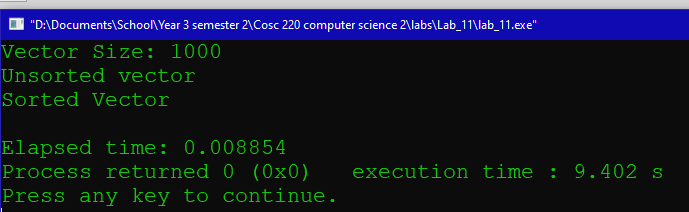 "D:\Documents\School\Year 3 semester 2\Cosc 220 computer science 2\labs\Lab_11\lab_11.exe"
Vector Size: 1000
Unsorted vector
Sorted Vector
Elapsed time: 0.008854
Process returned 0 (0x0)   execution time : 9.402 s
Press any key to continue.